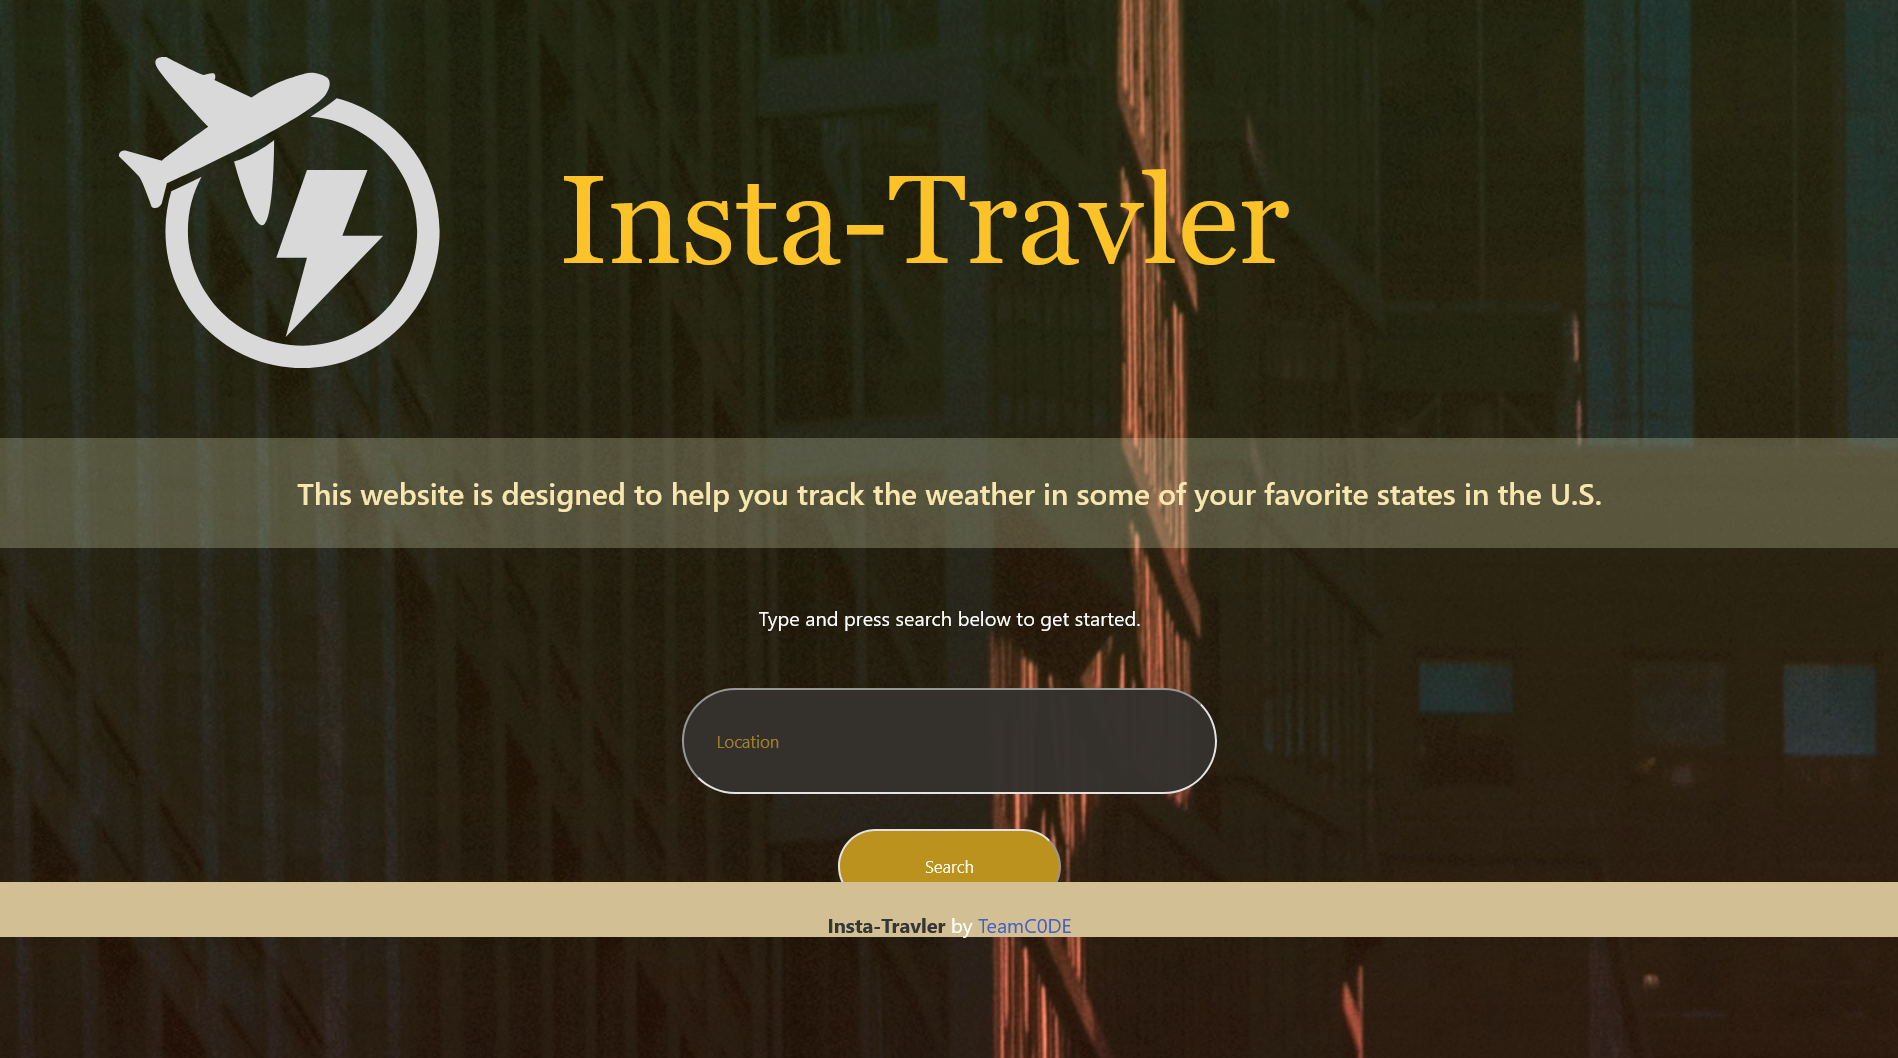 Insta-Travler
This website is designed to help you track the weather in some of your favorite states in the U.S.
Type and press search below to get started.
Location
Search
Insta-Travler by TeamC0DE